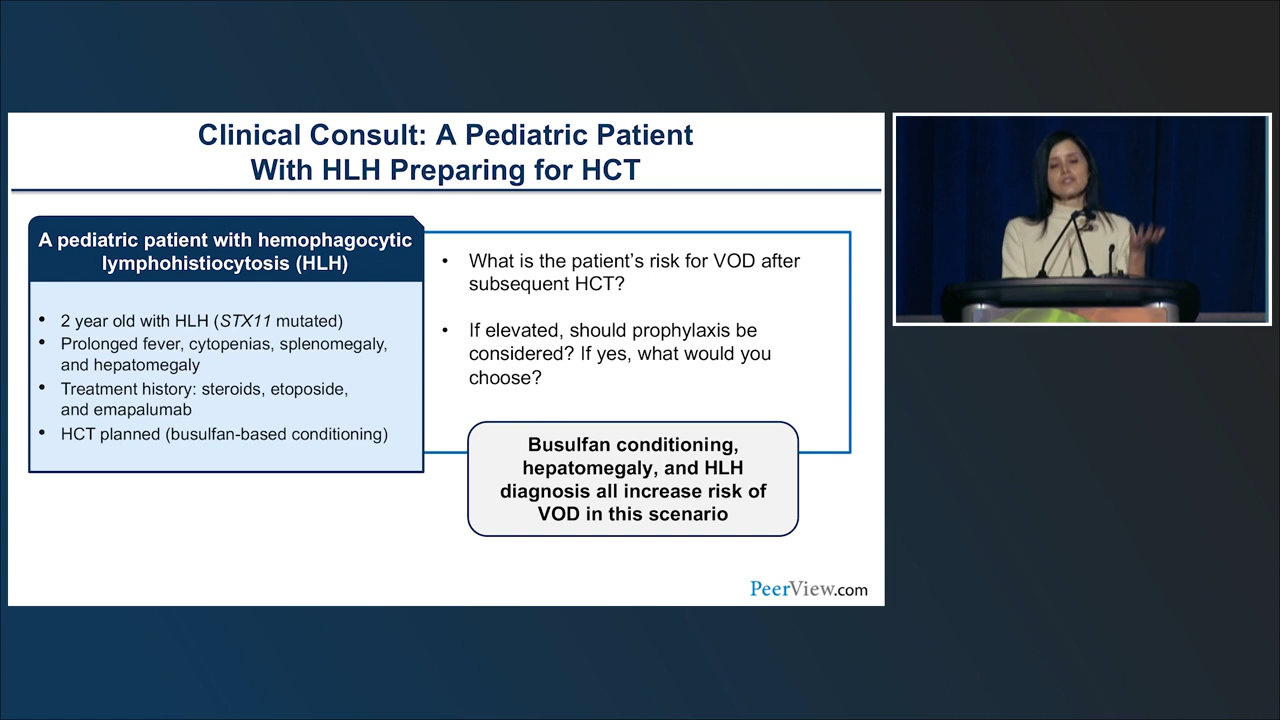 Clinical Consult: A Pediatric Patient
With HLH Preparing for HCT
A pediatric patient with hemophagocytic
lymphohistiocytosis (HLH)
• 2 year old with HLH (STX11 mutated)
• Prolonged fever, cytopenias, splenomegaly,
and hepatomegaly
• Treatment history: steroids, etoposide,
and emapalumab
• HCT planned (busulfan-based conditioning)
• What is the patient's risk for VOD after
subsequent HCT?
• If elevated, should prophylaxis be
considered? If yes, what would you
choose?
Busulfan conditioning,
hepatomegaly, and HLH
diagnosis all increase risk of
VOD in this scenario
PeerView.com